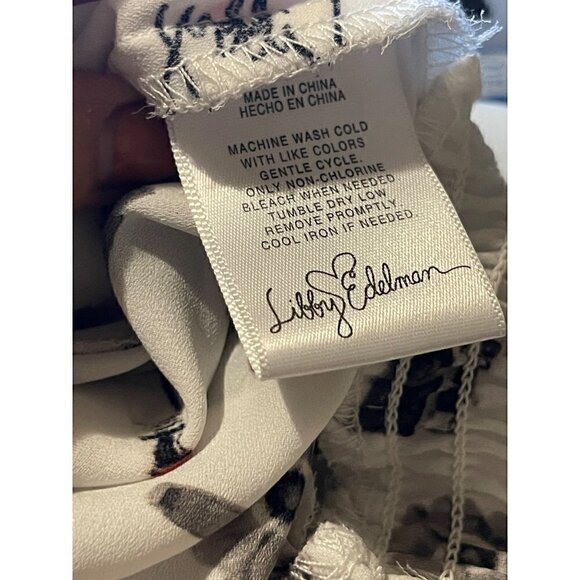 MADE IN CHINA
HECHO EN CHINA
MACHINE WASH COLD
WITH LIKE COLORS
GENTLE CYCLE.
ONLY NON-CHLORINE
BLEACH WHEN NEEDED
TUMBLE DRY LOW
REMOVE PROMPTLY
COOL IRON IF NEEDED.
Libby Edelman